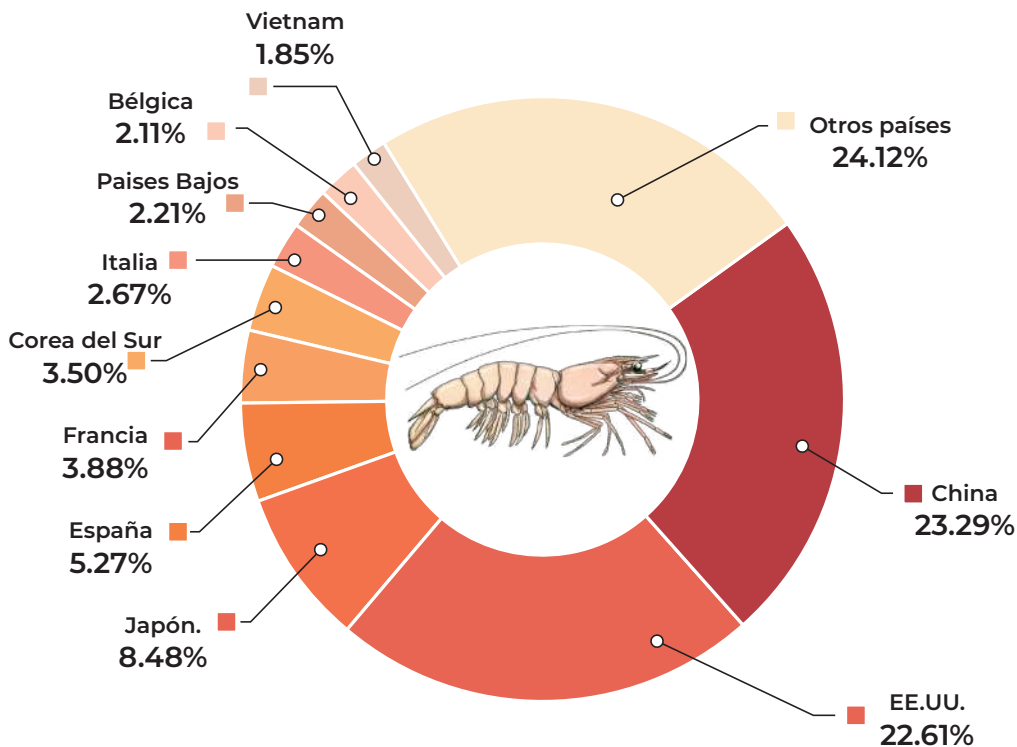 Vietnam
1.85%
Bélgica
2.11%
Paises Bajos
2.21%
Italia
2.67%
Corea del Sur
3.50%
Francia
3.88%
España
5.27%
Japón.
8.48%
Otros países
24.12%
China
23.29%
EE.UU.
22.61%